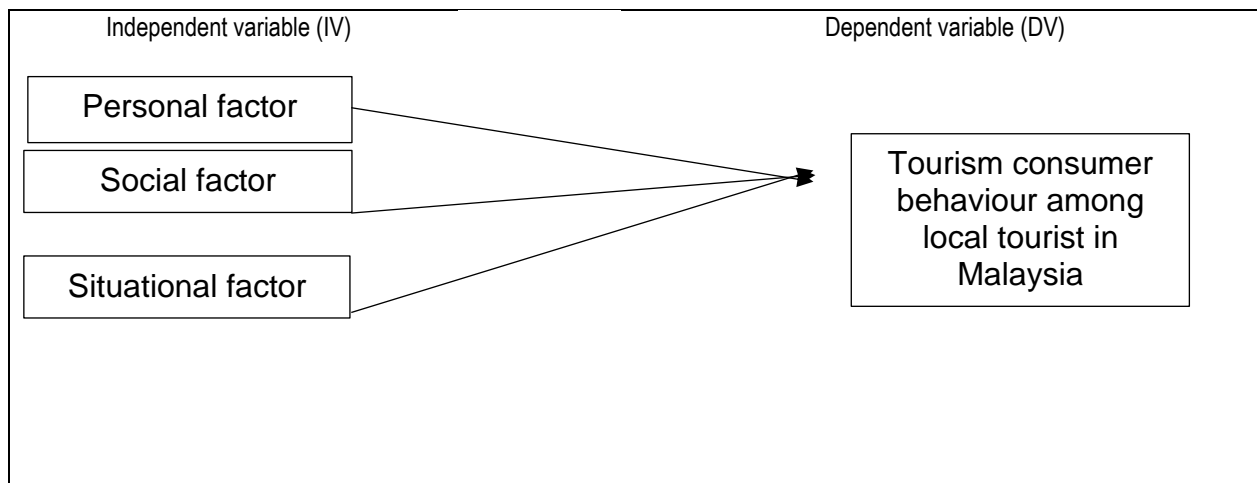 Independent variable (IV)
Dependent variable (DV)
Personal factor
Social factor
Situational factor
Tourism consumer
behaviour among
local tourist in
Malaysia